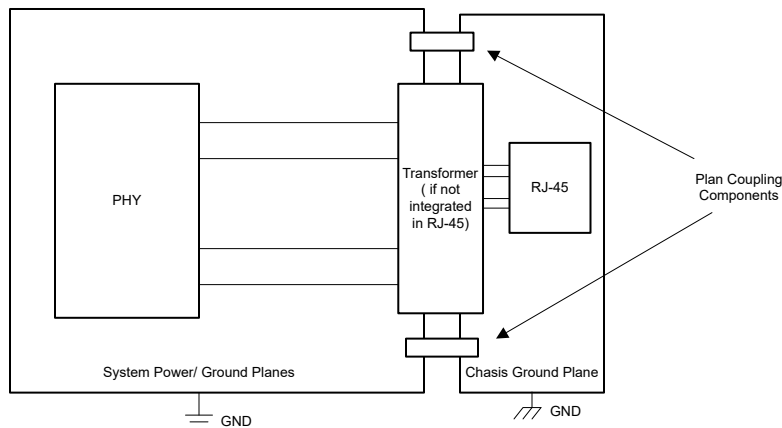 PHY
Transformer
( if not
integrated
in RJ-45)
RJ-45
Plan Coupling
Components
System Power/ Ground Planes
Chasis Ground Plane
GND
GND